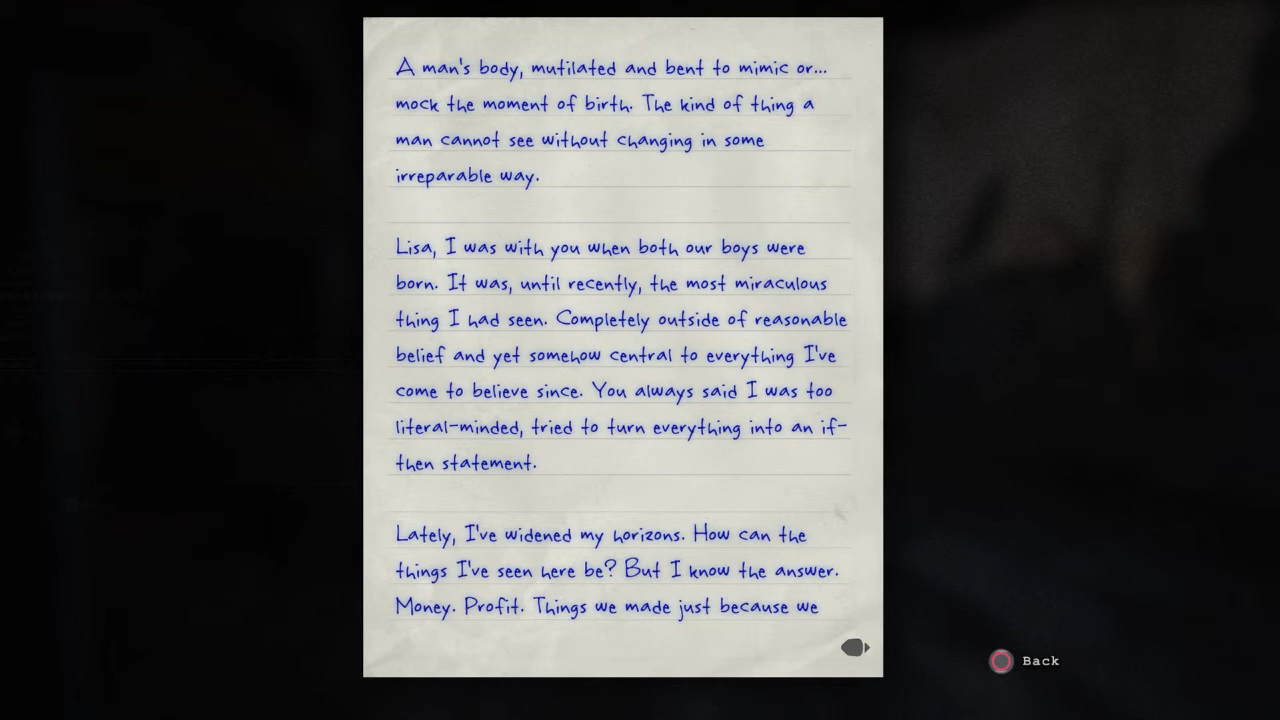 A man's body, mutilated and bent to mimic or...
mock the moment of birth. The kind of thing a
man cannot see without changing in some
irreparable way.
Lisa, I was with you when both our boys were
born. It was, until recently, the most miraculous
thing I had seen. Completely outside of reasonable
belief and yet somehow central to everything I've
come to believe since. You always said I was too
literal-minded, tried to turn everything into an if-
then statement.
Lately, I've widened my horizons. How can the
things I've seen here be? But I know the answer.
Money. Profit. Things we made just because we
Back